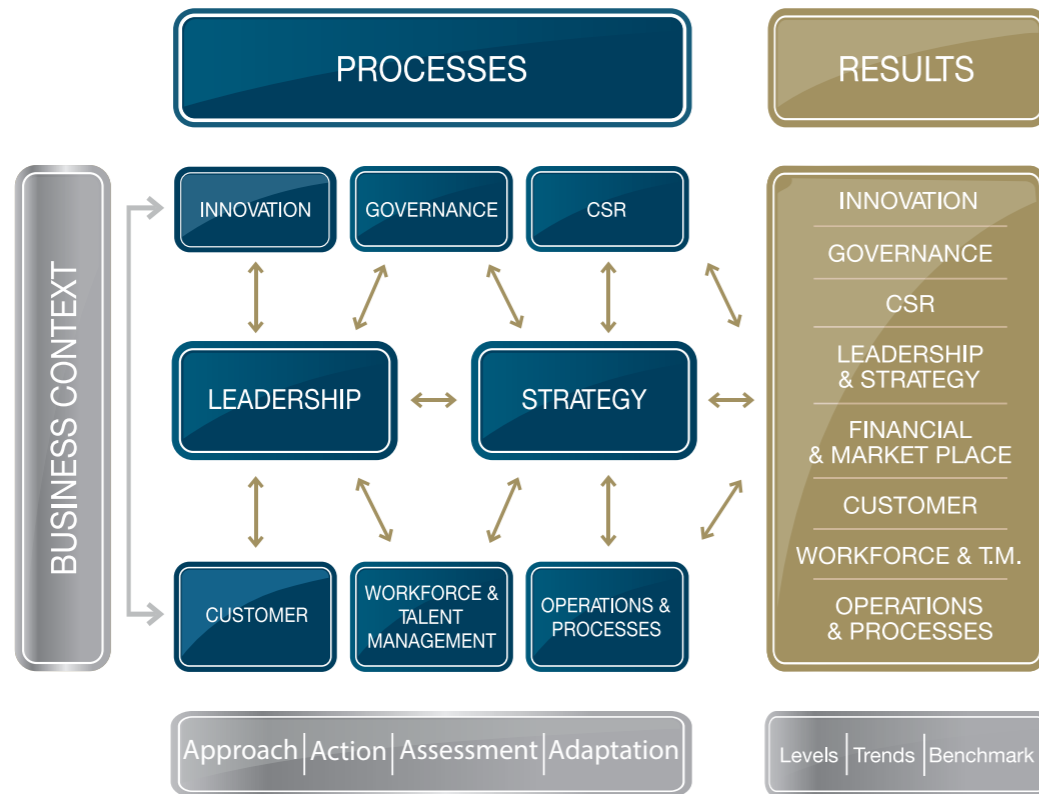 PROCESSES
RESULTS
BUSINESS CONTEXT
INNOVATION
GOVERNANCE
CSR
LEADERSHIP
STRATEGY
CUSTOMER
WORKFORCE &
TALENT
MANAGEMENT
OPERATIONS &
PROCESSES
INNOVATION
GOVERNANCE
CSR
LEADERSHIP
& STRATEGY
FINANCIAL
& MARKET PLACE
CUSTOMER
WORKFORCE & T.M.
OPERATIONS
& PROCESSES
Approach | Action | Assessment | Adaptation
Levels | Trends | Benchmark